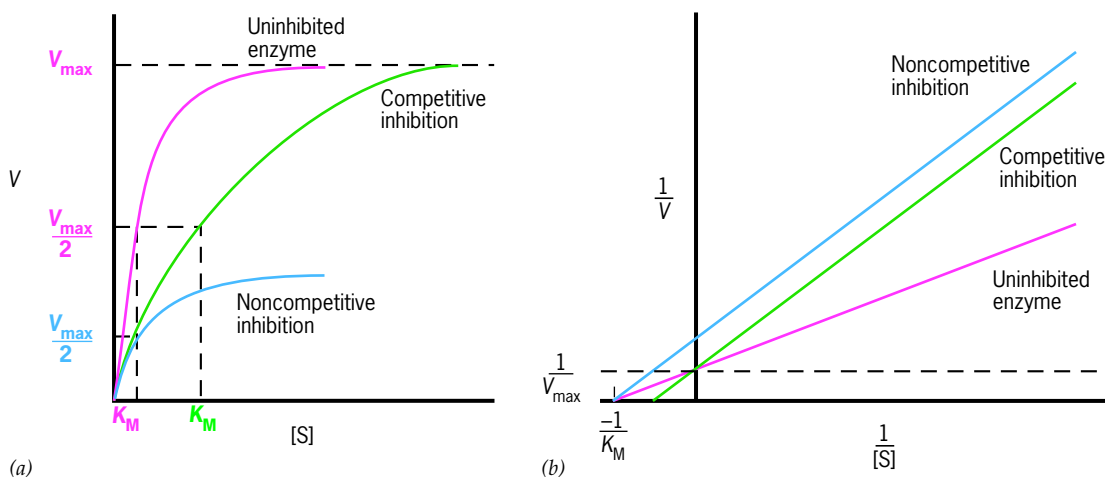 Uninhibited
enzyme
Vmax
Competitive
inhibition
V
Vmax
2
Noncompetitive
inhibition
Vmax
2
KM
KM
[S]
(a)
Noncompetitive
inhibition
Competitive
inhibition
1
V
Uninhibited
enzyme
1
Vmax
–1
KM
1
[S]
(b)